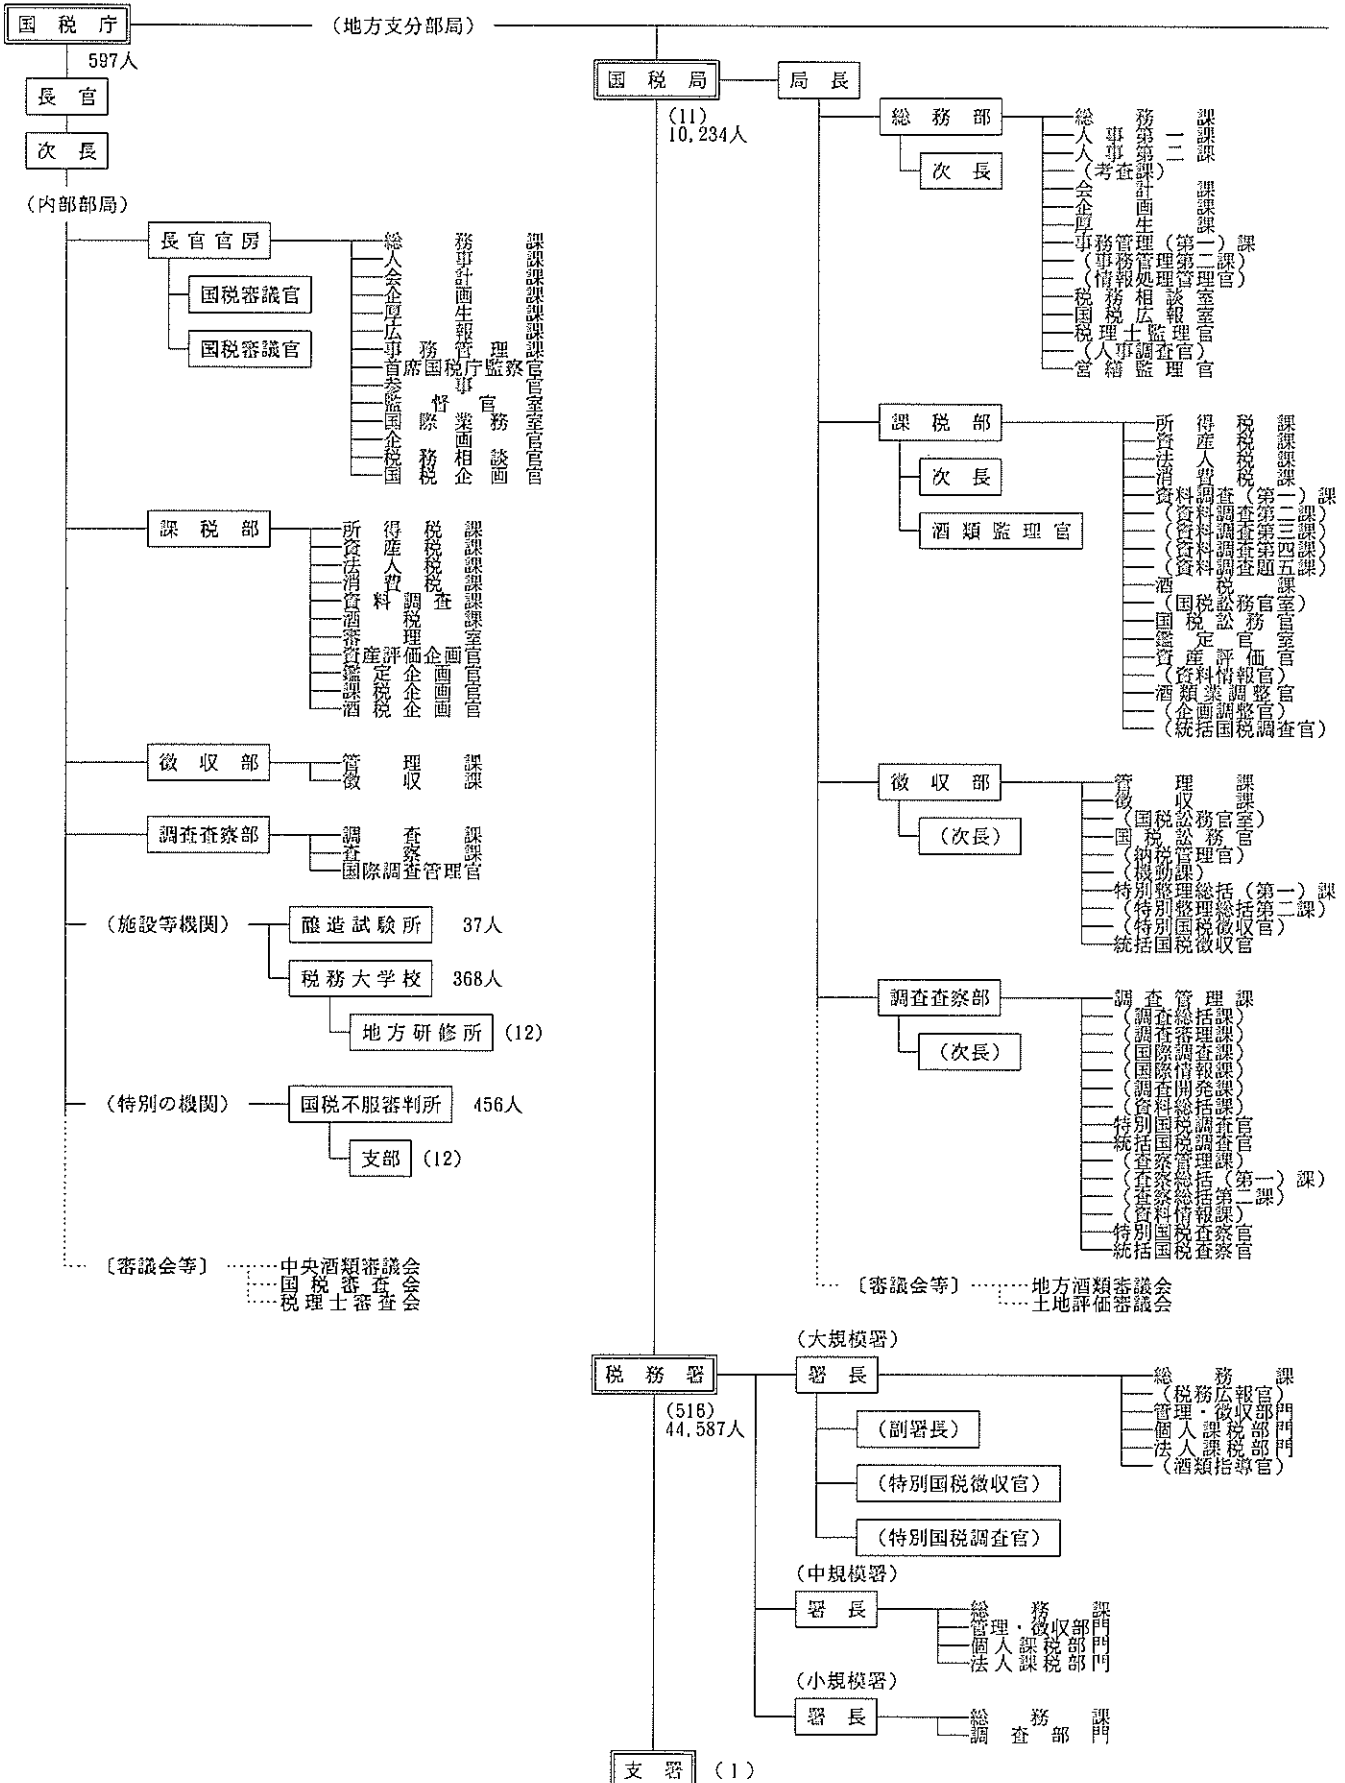 国税庁
（地方支分部局）
597人
長官
次長
（内部部局）
長官官房
国税審議官
国税審議官
総務課
人事課
会計課
企画課
厚生課
広報課
事務管理課
首席国税庁監察官
参事官
監督官室
国際業務室
企画官
税務相談官
国税企画官
課税部
所得税課
資産税課
法人税課
消費税課
資料調査課
酒税課
審理室
資産評価企画官
鑑定企画官
課税企画官
酒税企画官
徴収部
管理課
徴収課
調査査察部
調査課
査察課
国際調査管理官
（施設等機関）
醸造試験所 37人
税務大学校 368人
地方研修所 (12)
（特別の機関）
国税不服審判所 456人
支部 (12)
〔審議会等〕
中央酒類審議会
国税審査会
税理士審査会
国税局
(11)
10,234人
局長
総務部
次長
総務課
人事第一課
人事第二課
（考査課）
会計課
企画課
厚生課
事務管理（第一）課
（事務管理第二課）
（情報処理管理官）
税務相談室
国税広報室
税理士監理官
（人事調査官）
営繕監理官
課税部
次長
酒類監理官
所得税課
資産税課
法人税課
消費税課
資料調査（第一）課
（資料調査第二課）
（資料調査第三課）
（資料調査第四課）
（資料調査題五課）
酒税課
（国税訟務官室）
国税訟務官
鑑定官室
資産評価官
（資料情報官）
酒類業調整官
（企画調整官）
（統括国税調査官）
徴収部
（次長）
管理課
徴収課
（国税訟務官室）
国税訟務官
（納税管理官）
（機動課）
特別整理総括（第一）課
（特別整理総括第二課）
（特別国税徴収官）
統括国税徴収官
調査査察部
（次長）
調査管理課
（調査総括課）
（調査審理課）
（国際調査課）
（国際情報課）
（調査開発課）
（資料総括課）
特別国税調査官
統括国税調査官
（査察管理課）
（査察総括（第一）課）
（査察総括第二課）
（資料情報課）
特別国税査察官
統括国税査察官
〔審議会等〕
地方酒類審議会
土地評価審議会
税務署
(516)
44,587人
（大規模署）
署長
（副署長）
（特別国税徴収官）
（特別国税調査官）
総務課
（税務広報官）
管理・徴収部門
個人課税部門
法人課税部門
（酒類指導官）
（中規模署）
署長
総務課
管理・徴収部門
個人課税部門
法人課税部門
（小規模署）
署長
総務課
調査部門
支署 (1)